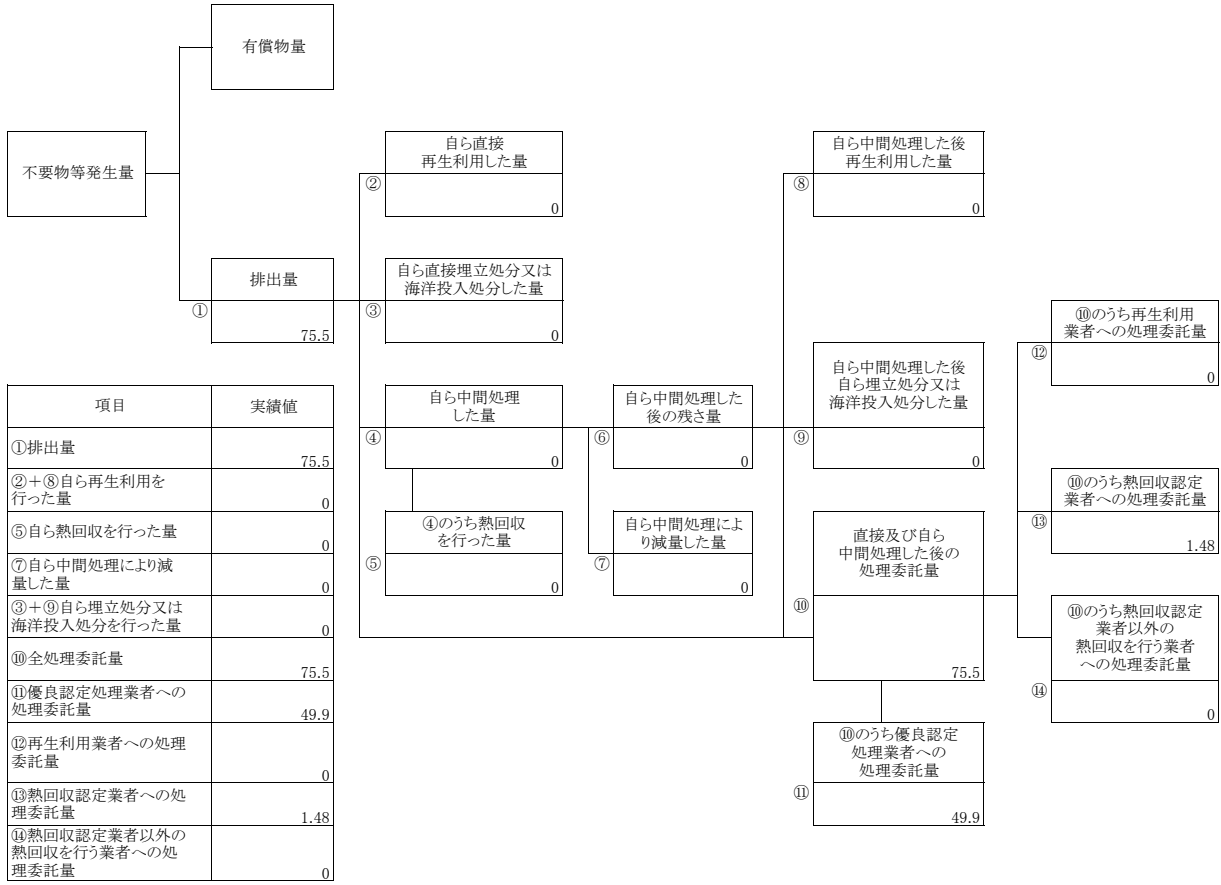 有償物量
不要物等発生量
自ら直接
再生利用した量
②
0
自ら中間処理した後
再生利用した量
⑧
0
排出量
①
75.5
自ら直接埋立処分又は
海洋投入処分した量
③
0
⑩のうち再生利用
業者への処理委託量
⑫
0
自ら中間処理
した量
④
0
自ら中間処理した
後の残さ量
⑥
0
自ら中間処理した後
自ら埋立処分又は
海洋投入処分した量
⑨
0
⑩のうち熱回収認定
業者への処理委託量
⑬
1.48
④のうち熱回収
を行った量
⑤
0
自ら中間処理によ
り減量した量
⑦
0
直接及び自ら
中間処理した後の
処理委託量
⑩
75.5
⑩のうち熱回収認定
業者以外の
熱回収を行う業者
への処理委託量
⑭
0
⑩のうち優良認定
処理業者への
処理委託量
⑪
49.9
項目 実績値
①排出量
75.5
②＋⑧自ら再生利用を
行った量
0
⑤自ら熱回収を行った量
0
⑦自ら中間処理により減
量した量
0
③＋⑨自ら埋立処分又は
海洋投入処分を行った量
0
⑩全処理委託量
75.5
⑪優良認定処理業者への
処理委託量
49.9
⑫再生利用業者への処理
委託量
0
⑬熱回収認定業者への処
理委託量
1.48
⑭熱回収認定業者以外の
熱回収を行う業者への処
理委託量
0